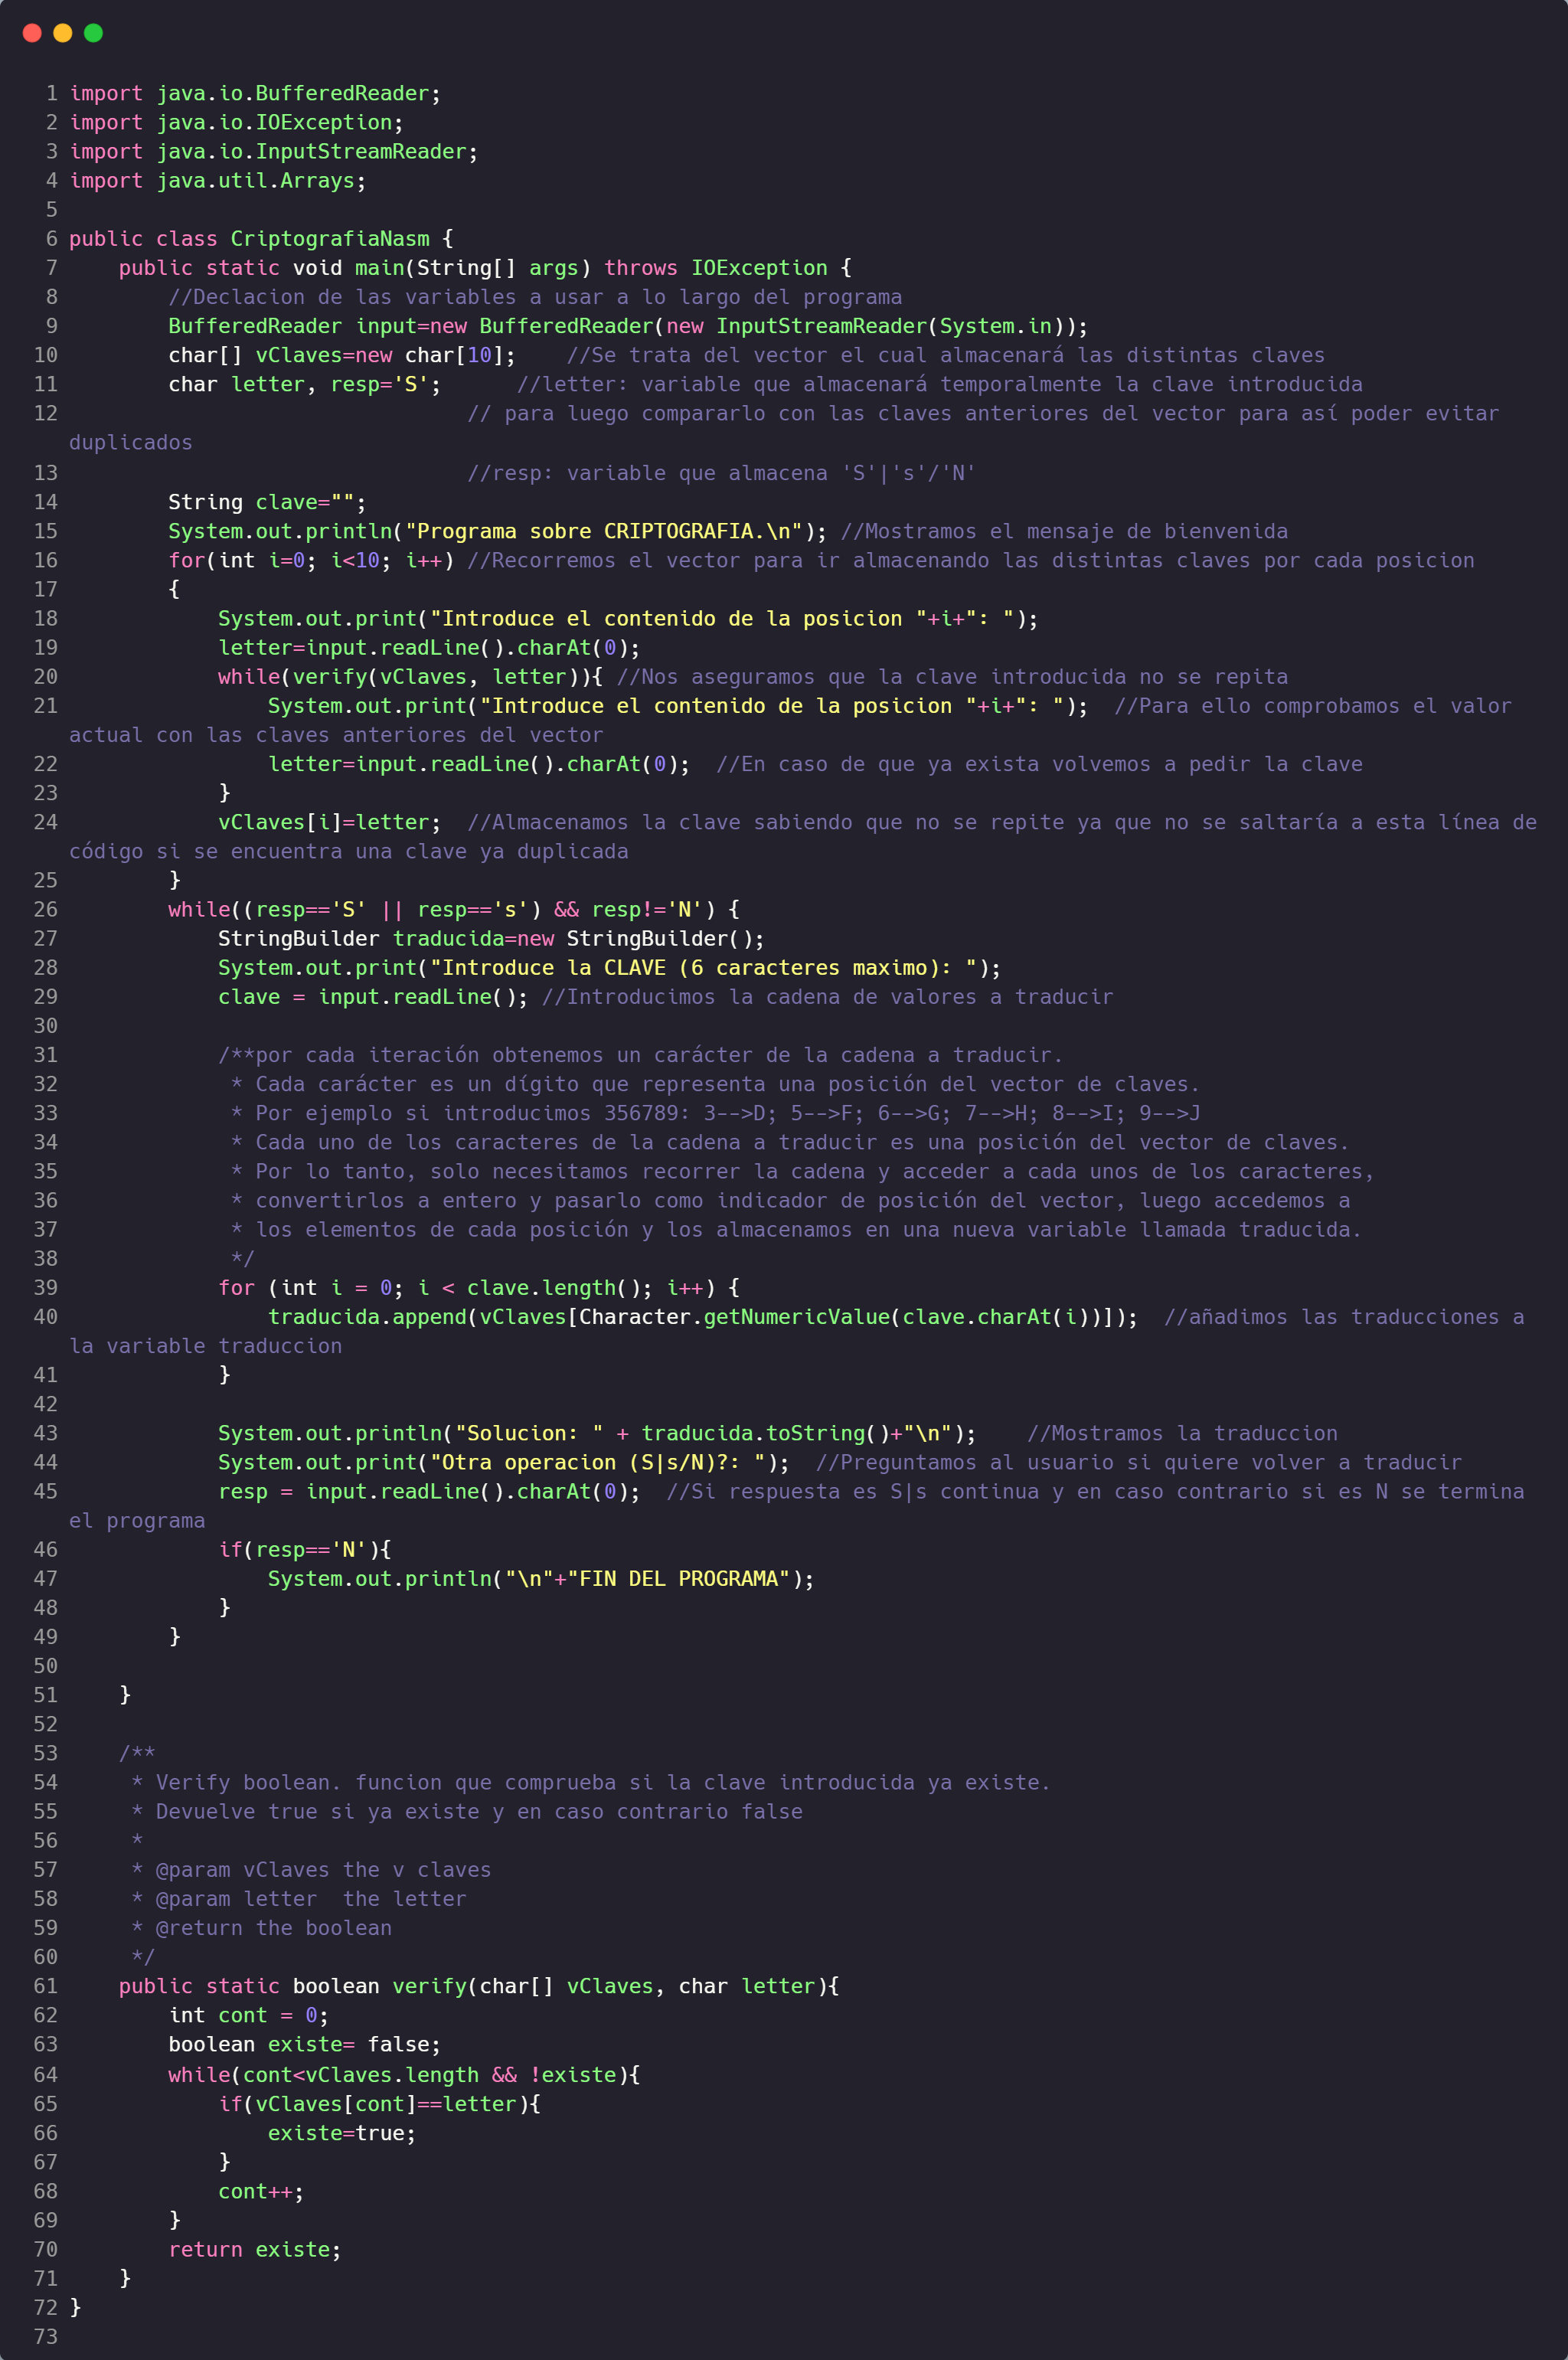 1 import java.io.BufferedReader;
2 import java.io.IOException;
3 import java.io.InputStreamReader;
4 import java.util.Arrays;
5
6 public class CriptografiaNasm {
7     public static void main(String[] args) throws IOException {
8         //Declacion de las variables a usar a lo largo del programa
9         BufferedReader input=new BufferedReader(new InputStreamReader(System.in));
10         char[] vClaves=new char[10];    //Se trata del vector el cual almacenará las distintas claves
11         char letter, resp='S';      //letter: variable que almacenará temporalmente la clave introducida
12                                 // para luego compararlo con las claves anteriores del vector para así poder evitar
duplicados
13                                 //resp: variable que almacena 'S'|'s'/'N'
14         String clave="";
15         System.out.println("Programa sobre CRIPTOGRAFIA.\n"); //Mostramos el mensaje de bienvenida
16         for(int i=0; i<10; i++) //Recorremos el vector para ir almacenando las distintas claves por cada posicion
17         {
18             System.out.print("Introduce el contenido de la posicion "+i+": ");
19             letter=input.readLine().charAt(0);
20             while(verify(vClaves, letter)){ //Nos aseguramos que la clave introducida no se repita
21                 System.out.print("Introduce el contenido de la posicion "+i+": ");  //Para ello comprobamos el valor
actual con las claves anteriores del vector
22                 letter=input.readLine().charAt(0);  //En caso de que ya exista volvemos a pedir la clave
23             }
24             vClaves[i]=letter;  //Almacenamos la clave sabiendo que no se repite ya que no se saltaría a esta línea de
código si se encuentra una clave ya duplicada
25         }
26         while((resp=='S' || resp=='s') && resp!='N') {
27             StringBuilder traducida=new StringBuilder();
28             System.out.print("Introduce la CLAVE (6 caracteres maximo): ");
29             clave = input.readLine(); //Introducimos la cadena de valores a traducir
30
31             /**por cada iteración obtenemos un carácter de la cadena a traducir.
32              * Cada carácter es un dígito que representa una posición del vector de claves.
33              * Por ejemplo si introducimos 356789: 3-->D; 5-->F; 6-->G; 7-->H; 8-->I; 9-->J
34              * Cada uno de los caracteres de la cadena a traducir es una posición del vector de claves.
35              * Por lo tanto, solo necesitamos recorrer la cadena y acceder a cada unos de los caracteres,
36              * convertirlos a entero y pasarlo como indicador de posición del vector, luego accedemos a
37              * los elementos de cada posición y los almacenamos en una nueva variable llamada traducida.
38              */
39             for (int i = 0; i < clave.length(); i++) {
40                 traducida.append(vClaves[Character.getNumericValue(clave.charAt(i))]);  //añadimos las traducciones a
la variable traduccion
41             }
42
43             System.out.println("Solucion: " + traducida.toString()+"\n");    //Mostramos la traduccion
44             System.out.print("Otra operacion (S|s/N)?: ");  //Preguntamos al usuario si quiere volver a traducir
45             resp = input.readLine().charAt(0);  //Si respuesta es S|s continua y en caso contrario si es N se termina
el programa
46             if(resp=='N'){
47                 System.out.println("\n"+"FIN DEL PROGRAMA");
48             }
49         }
50
51     }
52
53     /**
54      * Verify boolean. funcion que comprueba si la clave introducida ya existe.
55      * Devuelve true si ya existe y en caso contrario false
56      *
57      * @param vClaves the v claves
58      * @param letter  the letter
59      * @return the boolean
60      */
61     public static boolean verify(char[] vClaves, char letter){
62         int cont = 0;
63         boolean existe= false;
64         while(cont<vClaves.length && !existe){
65             if(vClaves[cont]==letter){
66                 existe=true;
67             }
68             cont++;
69         }
70         return existe;
71     }
72 }
73